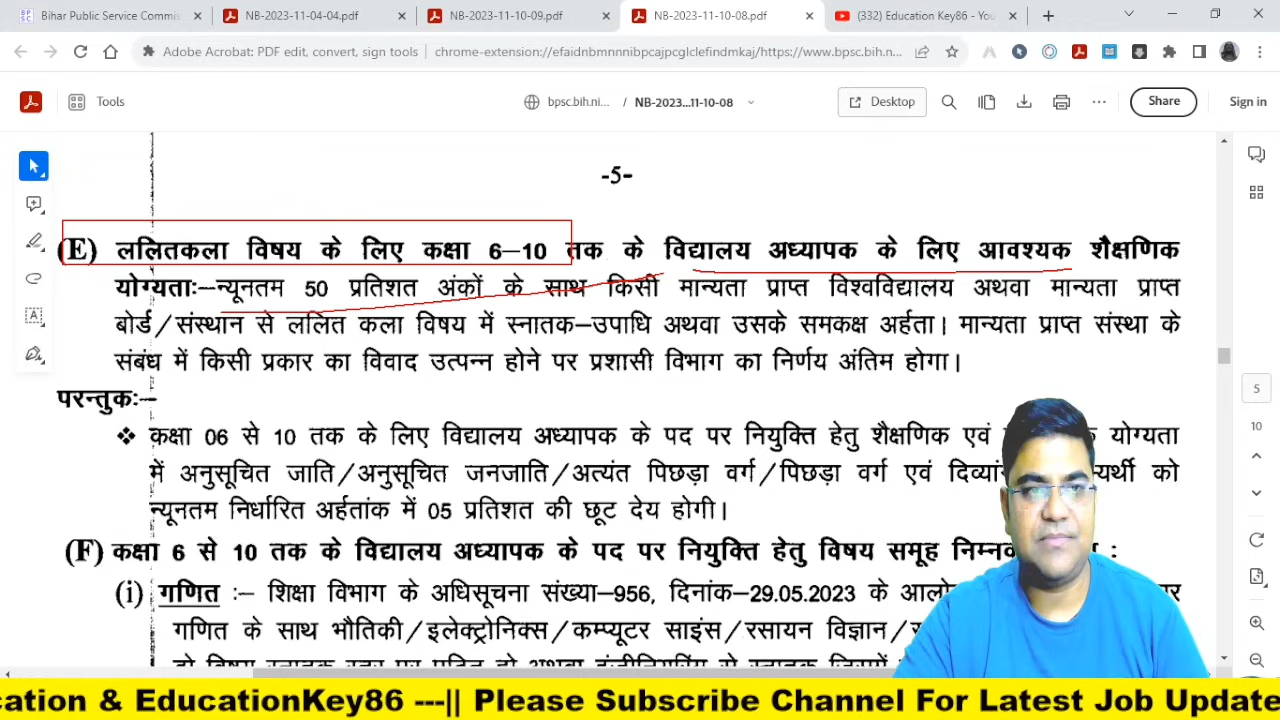 Bihar Public Service Commis
NB-2023-11-04-04.pdf
NB-2023-11-10-09.pdf
NB-2023-11-10-08.pdf
(332) Education Key86 - You
Adobe Acrobat: PDF edit, convert, sign tools | chrome-extension://efaidnbmnnnibpcajpcglclefindmkaj/https://www.bpsc.bih.ni...
Tools
bpsc.bih.ni... / NB-2023...11-10-08
Desktop
Share
Sign in
-5-
(E) ललितकला विषय के लिए कक्षा 6–10 तक के विद्यालय अध्यापक के लिए आवश्यक शैक्षणिक
योग्यताः–न्यूनतम 50 प्रतिशत अंकों के साथ किसी मान्यता प्राप्त विश्वविद्यालय अथवा मान्यता प्राप्त
बोर्ड/संस्थान से ललित कला विषय में स्नातक–उपाधि अथवा उसके समकक्ष अर्हता। मान्यता प्राप्त संस्था के
संबंध में किसी प्रकार का विवाद उत्पन्न होने पर प्रशासी विभाग का निर्णय अंतिम होगा।
परन्तुकः–
❖ कक्षा 06 से 10 तक के लिए विद्यालय अध्यापक के पद पर नियुक्ति हेतु शैक्षणिक एवं योग्यता
में अनुसूचित जाति/अनुसूचित जनजाति/अत्यंत पिछड़ा वर्ग/पिछड़ा वर्ग एवं को
न्यूनतम निर्धारित अर्हतांक में 05 प्रतिशत की छूट देय होगी।
(F) कक्षा 6 से 10 तक के विद्यालय अध्यापक के पद पर नियुक्ति हेतु विषय समूह :
(i) गणित :– शिक्षा विभाग के अधिसूचना संख्या–956, दिनांक–29.05.2023 के
गणित के साथ भौतिकी/इलेक्ट्रोनिक्स/कम्प्यूटर साइंस/रसायन विज्ञान/
5
10
cation & EducationKey86 ---|| Please Subscribe Channel For Latest Job Update